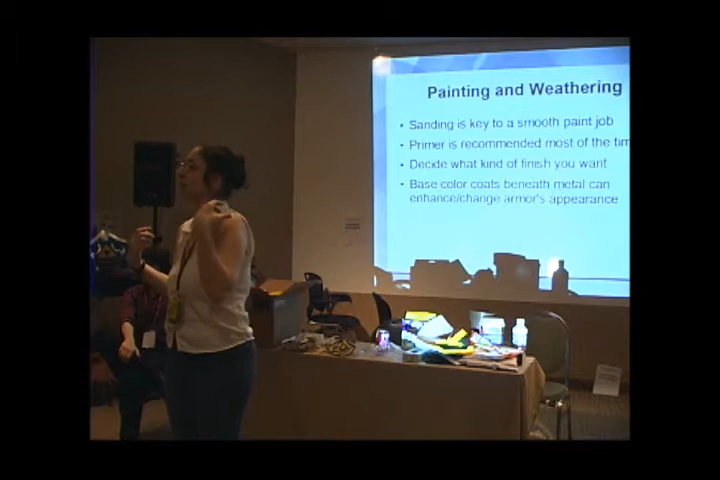 Painting and Weathering
• Sanding is key to a smooth paint job
• Primer is recommended most of the tim
• Decide what kind of finish you want
• Base color coats beneath metal can
enhance/change armor's appearance